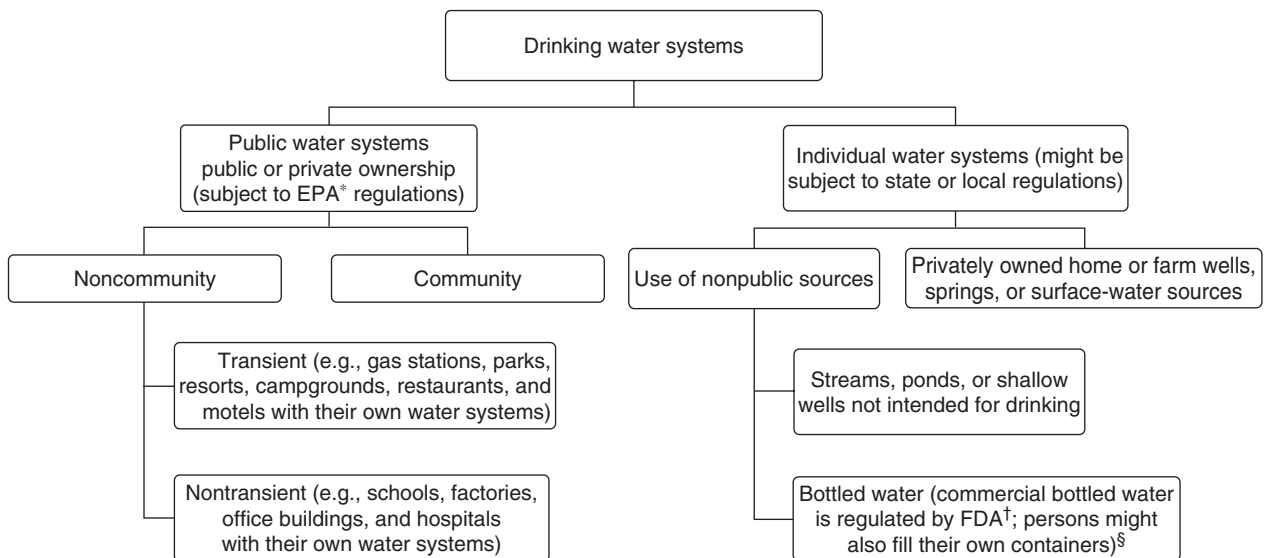 Drinking water systems
Public water systems
public or private ownership
(subject to EPA* regulations)
Individual water systems (might be
subject to state or local regulations)
Noncommunity
Community
Use of nonpublic sources
Privately owned home or farm wells,
springs, or surface-water sources
Transient (e.g., gas stations, parks,
resorts, campgrounds, restaurants, and
motels with their own water systems)
Streams, ponds, or shallow
wells not intended for drinking
Nontransient (e.g., schools, factories,
office buildings, and hospitals
with their own water systems)
Bottled water (commercial bottled water
is regulated by FDA†; persons might
also fill their own containers)§